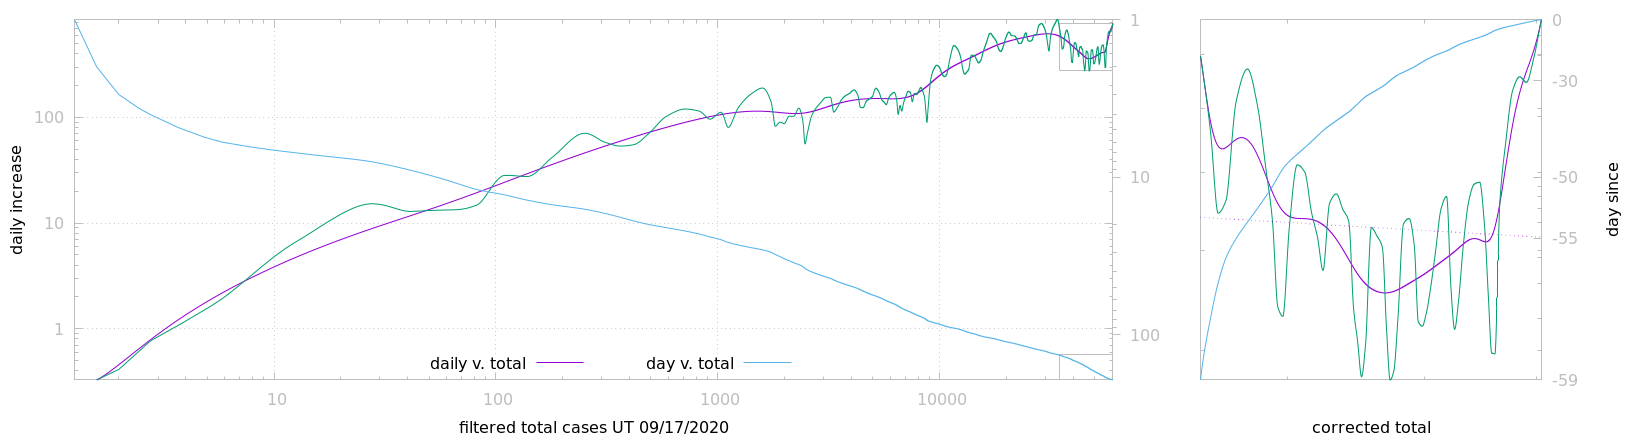 daily increase
100
10
1
daily v. total
day v. total
10
100
1000
10000
filtered total cases UT 09/17/2020
1
10
100
0
-30
-50
-55
-59
day since
corrected total